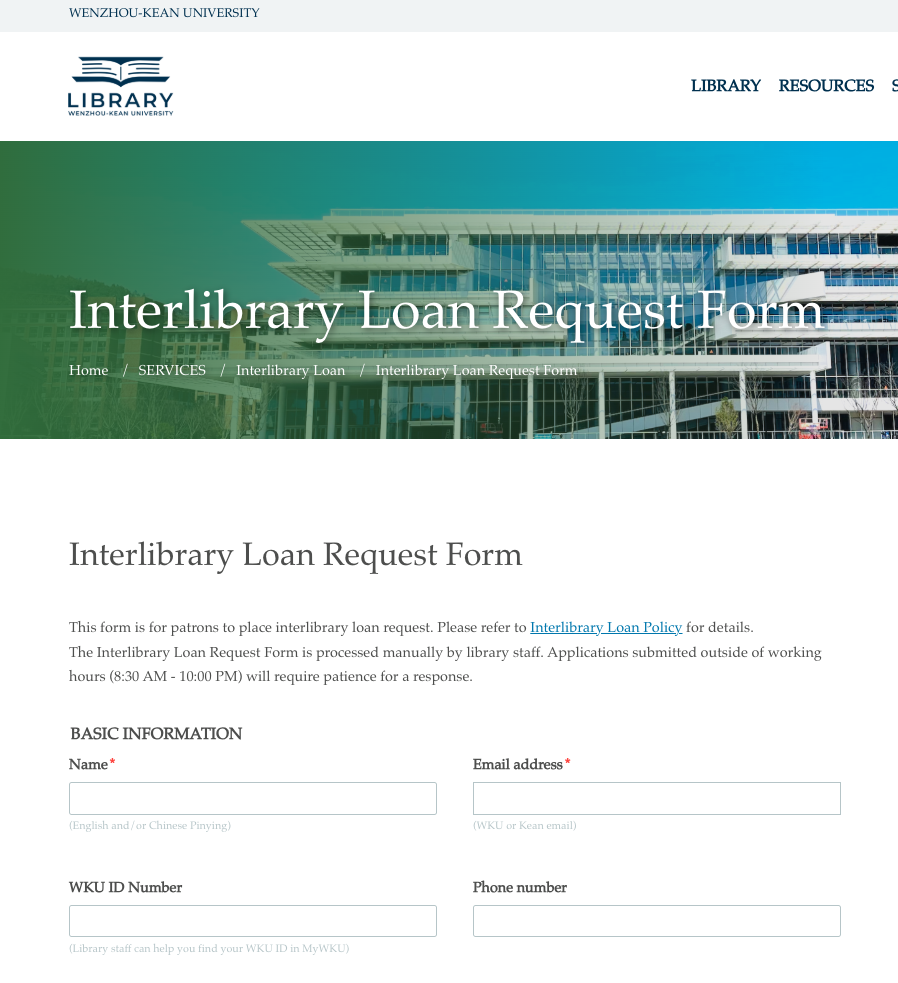 WENZHOU-KEAN UNIVERSITY
LIBRARY
WENZHOU-KEAN UNIVERSITY
LIBRARY RESOURCES
Interlibrary Loan Request Form
Home / SERVICES / Interlibrary Loan / Interlibrary Loan Request Form
Interlibrary Loan Request Form
This form is for patrons to place interlibrary loan request. Please refer to Interlibrary Loan Policy for details.
The Interlibrary Loan Request Form is processed manually by library staff. Applications submitted outside of working
hours (8:30 AM - 10:00 PM) will require patience for a response.
BASIC INFORMATION
Name* Email address*
(English and/or Chinese Pinying) (WKU or Kean email)
WKU ID Number Phone number
(Library staff can help you find your WKU ID in MyWKU)